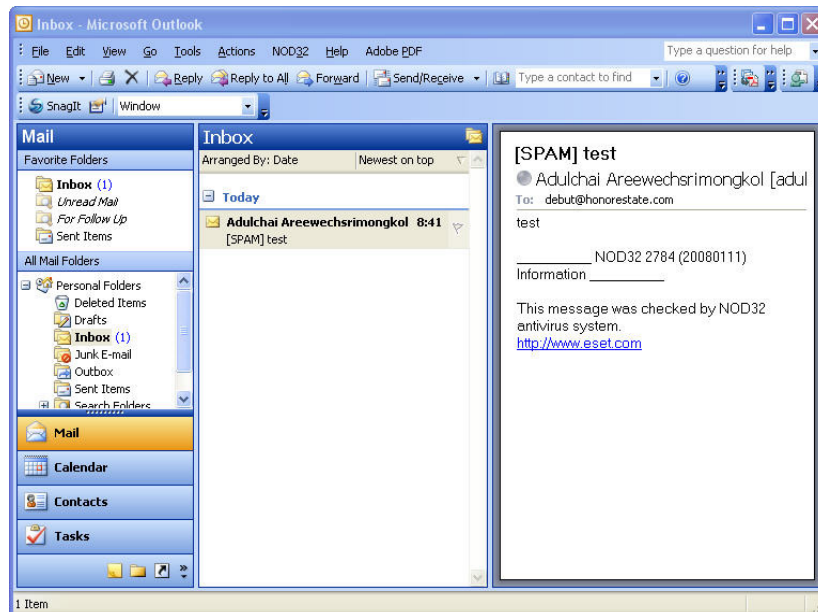 Inbox - Microsoft Outlook
File Edit View Go Tools Actions NOD32 Help Adobe PDF Type a question for help
New Reply Reply to All Forward Send/Receive Type a contact to find
SnagIt Window
Mail
Favorite Folders
Inbox (1)
Unread Mail
For Follow Up
Sent Items
All Mail Folders
Personal Folders
Deleted Items
Drafts
Inbox (1)
Junk E-mail
Outbox
Sent Items
Search Folders
Mail
Calendar
Contacts
Tasks
1 Item
Inbox
Arranged By: Date Newest on top
Today
Adulchai Areewechsrimongkol 8:41
[SPAM] test
[SPAM] test
Adulchai Areewechsrimongkol [adul
To: debut@honorestate.com
test
__________ NOD32 2784 (20080111)
Information __________
This message was checked by NOD32
antivirus system.
http://www.eset.com